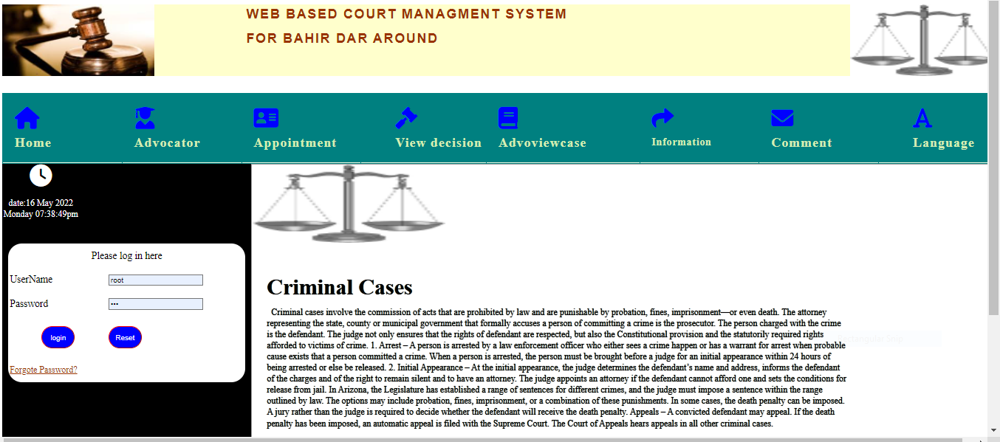 WEB BASED COURT MANAGMENT SYSTEM
FOR BAHIR DAR AROUND
Home
Advocator
Appointment
View decision
Advoviewcase
Information
Comment
Language
date:16 May 2022
Monday 07:38:49pm
Please log in here
UserName
root
Password
•••
login
Reset
Forgote Password?
Criminal Cases
Criminal cases involve the commission of acts that are prohibited by law and are punishable by probation, fines, imprisonment—or even death. The attorney
representing the state, county or municipal government that formally accuses a person of committing a crime is the prosecutor. The person charged with the crime
is the defendant. The judge not only ensures that the rights of defendant are respected, but also the Constitutional provision and the statutorily required rights
afforded to victims of crime. 1. Arrest – A person is arrested by a law enforcement officer who either sees a crime happen or has a warrant for arrest when probable
cause exists that a person committed a crime. When a person is arrested, the person must be brought before a judge for an initial appearance within 24 hours of
being arrested or else be released. 2. Initial Appearance – At the initial appearance, the judge determines the defendant’s name and address, informs the defendant
of the charges and of the right to remain silent and to have an attorney. The judge appoints an attorney if the defendant cannot afford one and sets the conditions for
release from jail. In Arizona, the Legislature has established a range of sentences for different crimes, and the judge must impose a sentence within the range
outlined by law. The options may include probation, fines, imprisonment, or a combination of these punishments. In some cases, the death penalty can be imposed.
A jury rather than the judge is required to decide whether the defendant will receive the death penalty. Appeals – A convicted defendant may appeal. If the death
penalty has been imposed, an automatic appeal is filed with the Supreme Court. The Court of Appeals hears appeals in all other criminal cases.
Rectangular Snip